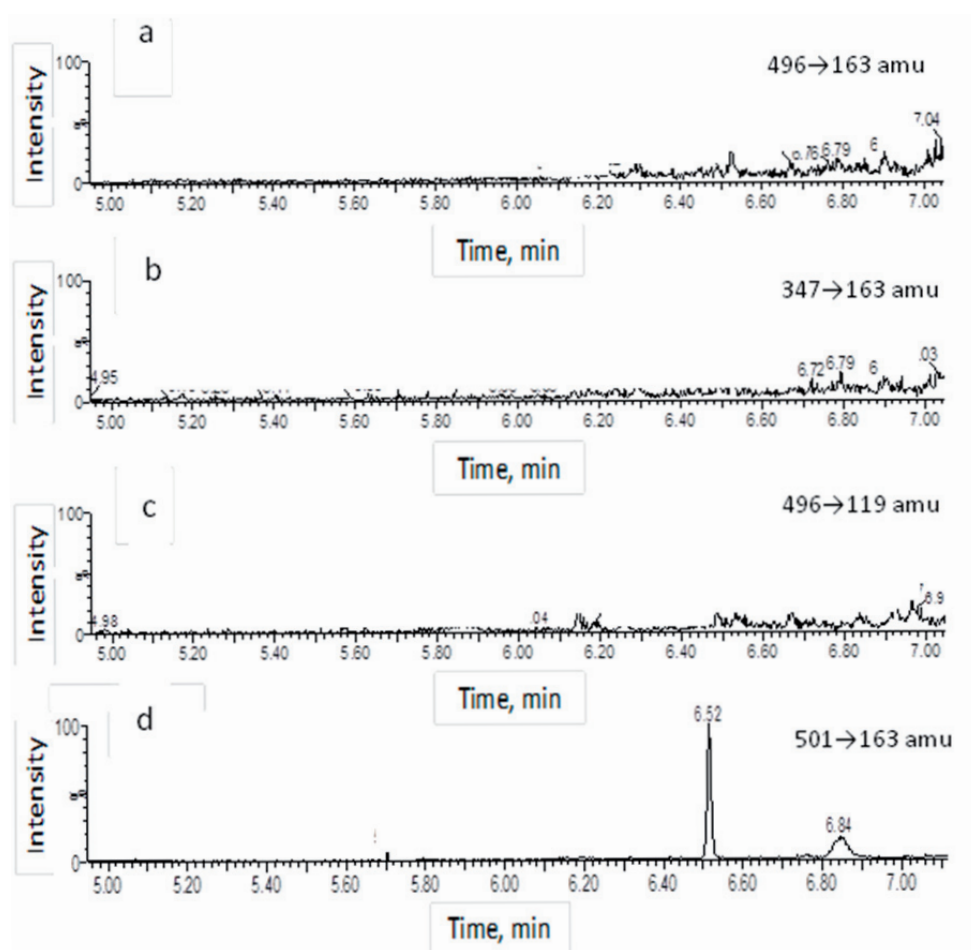 a
496→163 amu
Intensity
100
%
0
7.04
6.79
6
5.00 5.20 5.40 5.60 5.80 6.00 6.20 6.40 6.60 6.80 7.00
Time, min
b
347→163 amu
Intensity
100
%
0
4.95
6.72 6.79 6 .03
5.00 5.20 5.40 5.60 5.80 6.00 6.20 6.40 6.60 6.80 7.00
Time, min
c
496→119 amu
Intensity
100
%
0
4.98
.04
6.9
5.00 5.20 5.40 5.60 5.80 6.00 6.20 6.40 6.60 6.80 7.00
Time, min
d
501→163 amu
Intensity
100
%
0
6.52
6.84
5.00 5.20 5.40 5.60 5.80 6.00 6.20 6.40 6.60 6.80 7.00
Time, min